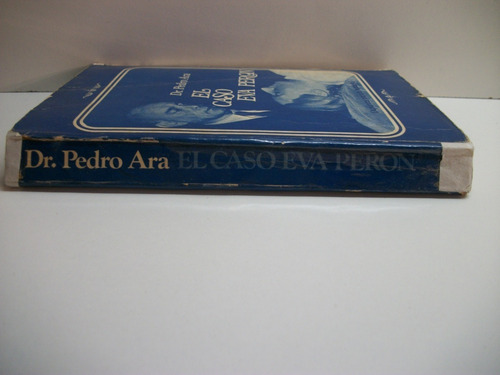 Dr. Pedro Ara
EL
CASO
EVA PERON
Dr. Pedro Ara EL CASO EVA PERON